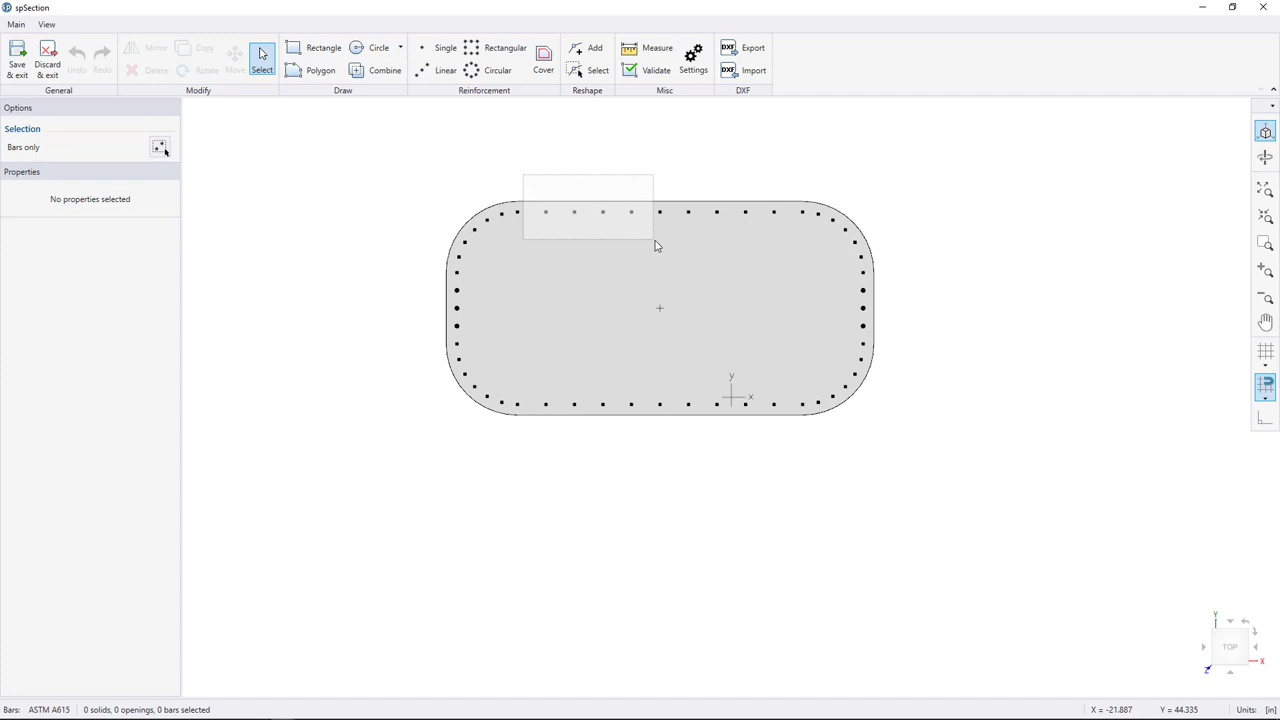 spSection
Main View
Save & exit
Discard & exit
Undo Redo
Mirror Copy
Delete Rotate Move Select
Rectangle Circle
Polygon Combine
Single Rectangular
Linear Circular Cover
Add
Select
Measure
Validate Settings
Export
Import
General Modify Draw Reinforcement Reshape Misc DXF
DXF
DXF
Options
Selection
Bars only
Properties
No properties selected
y
x
Y
TOP
X
Z
Bars: ASTM A615 0 solids, 0 openings, 0 bars selected X = -21.887 Y = 44.335 Units: [in]